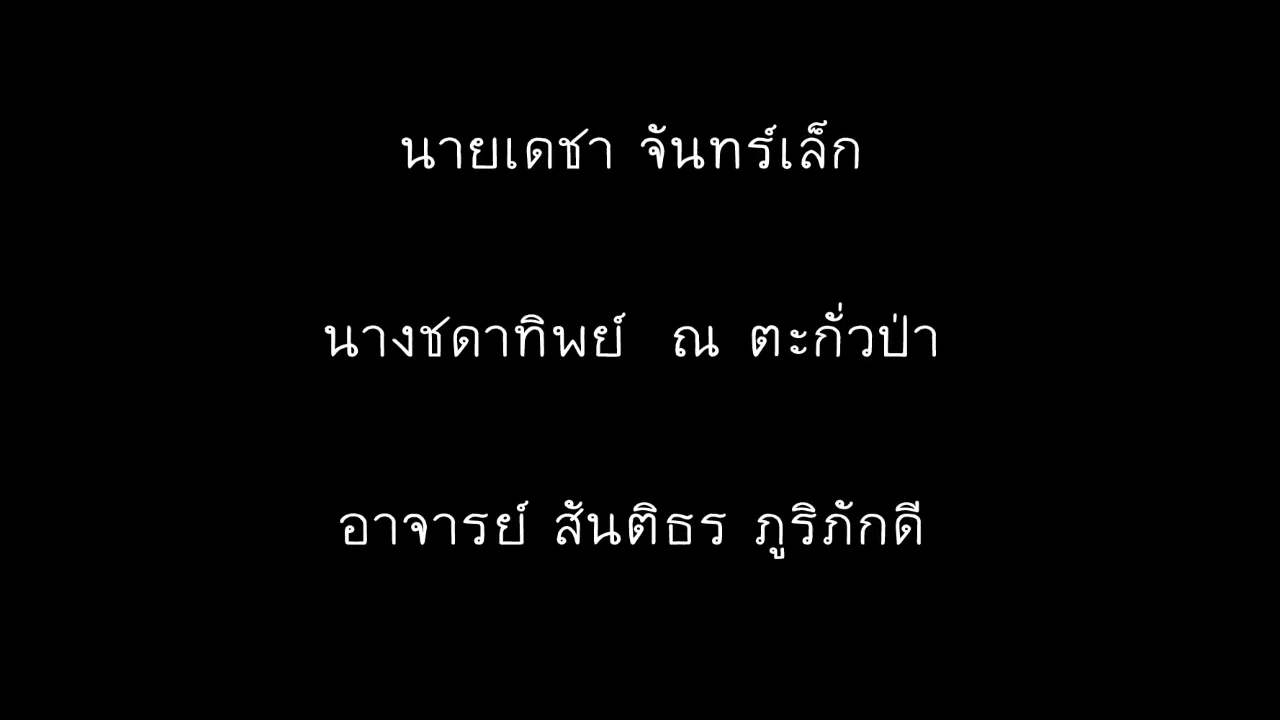 นายเดชา จันทร์เล็ก
นางชดาทิพย์ ณ ตะกั่วป่า
อาจารย์ สันติธร ภูริภักดี